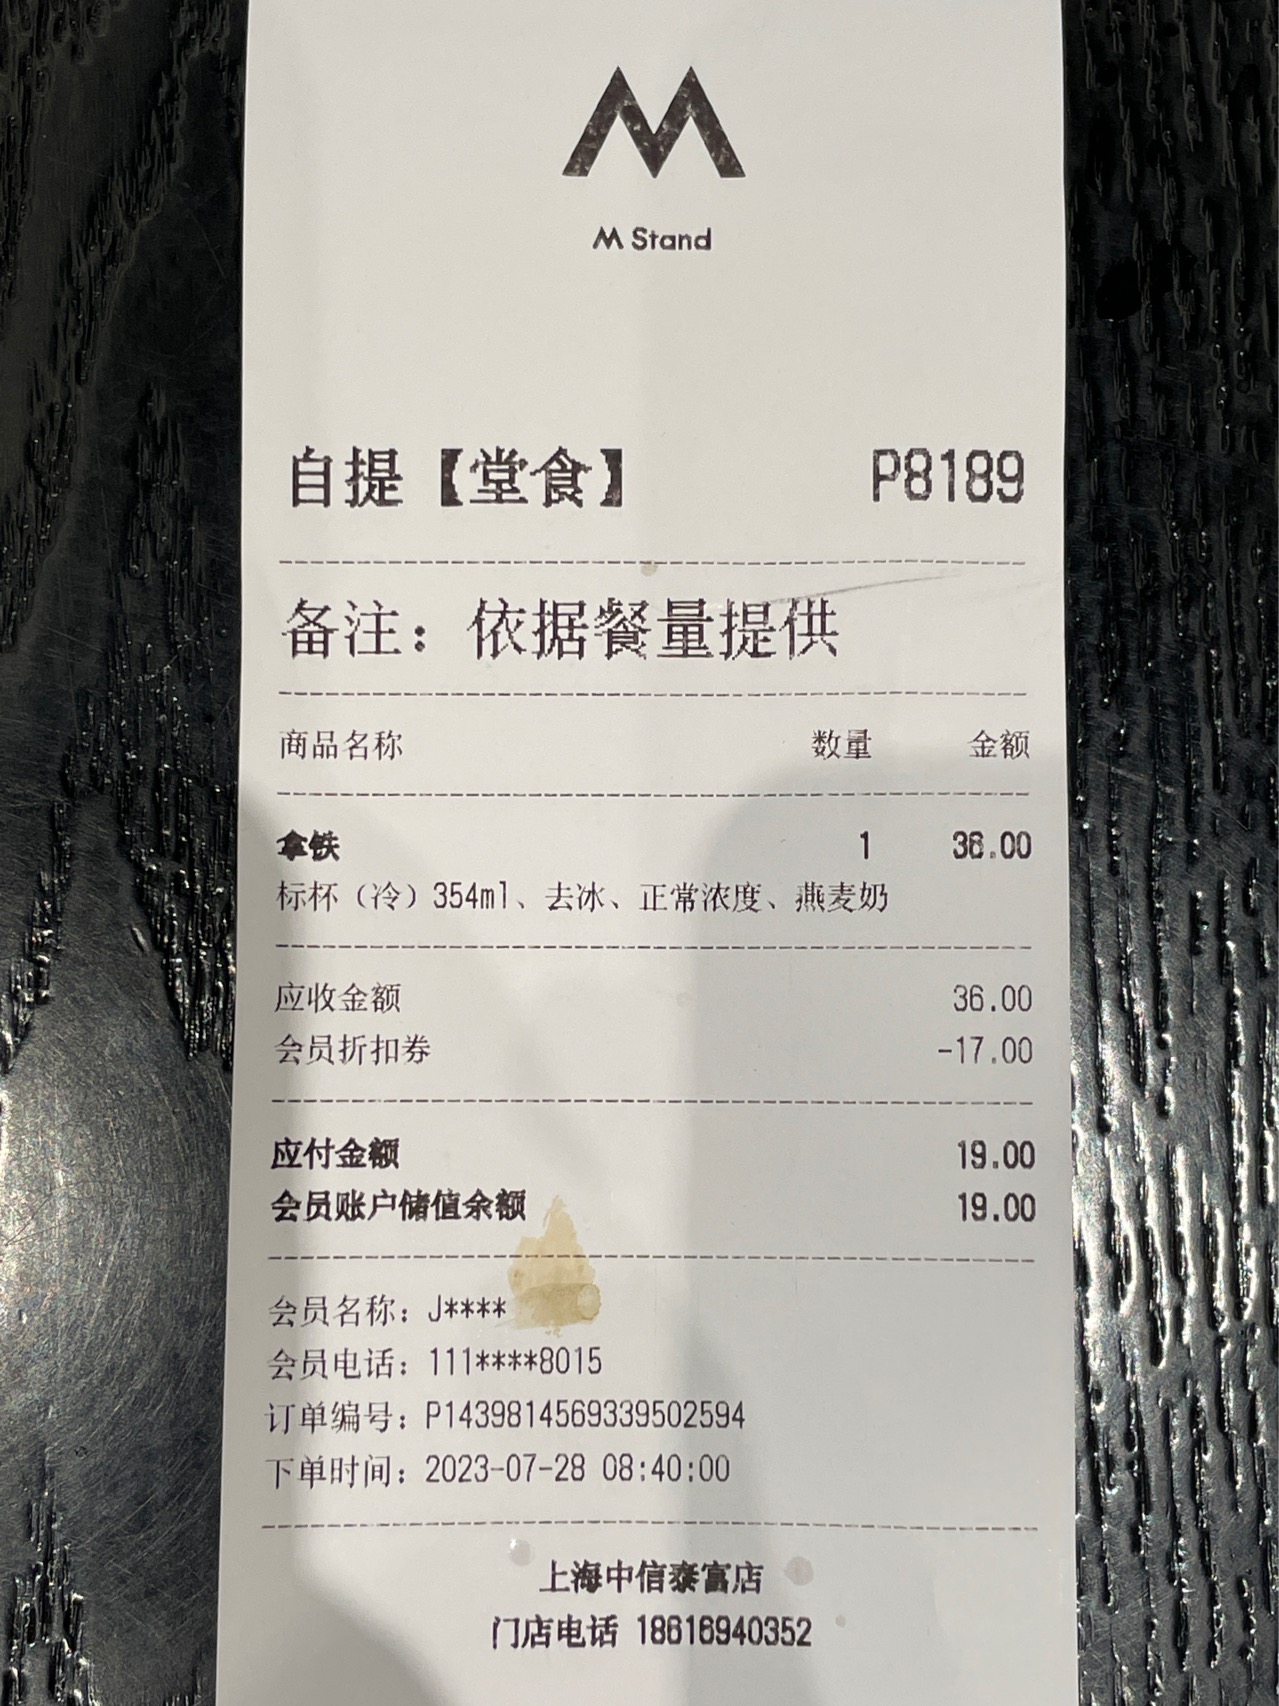 M Stand
自提【堂食】 P8189
备注：依据餐量提供
商品名称 数量 金额
拿铁 1 36.00
标杯（冷）354ml、去冰、正常浓度、燕麦奶
应收金额 36.00
会员折扣券 -17.00
应付金额 19.00
会员账户储值余额 19.00
会员名称：J****
会员电话：111****8015
订单编号：P1439814569339502594
下单时间：2023-07-28 08:40:00
上海中信泰富店
门店电话 18616940352